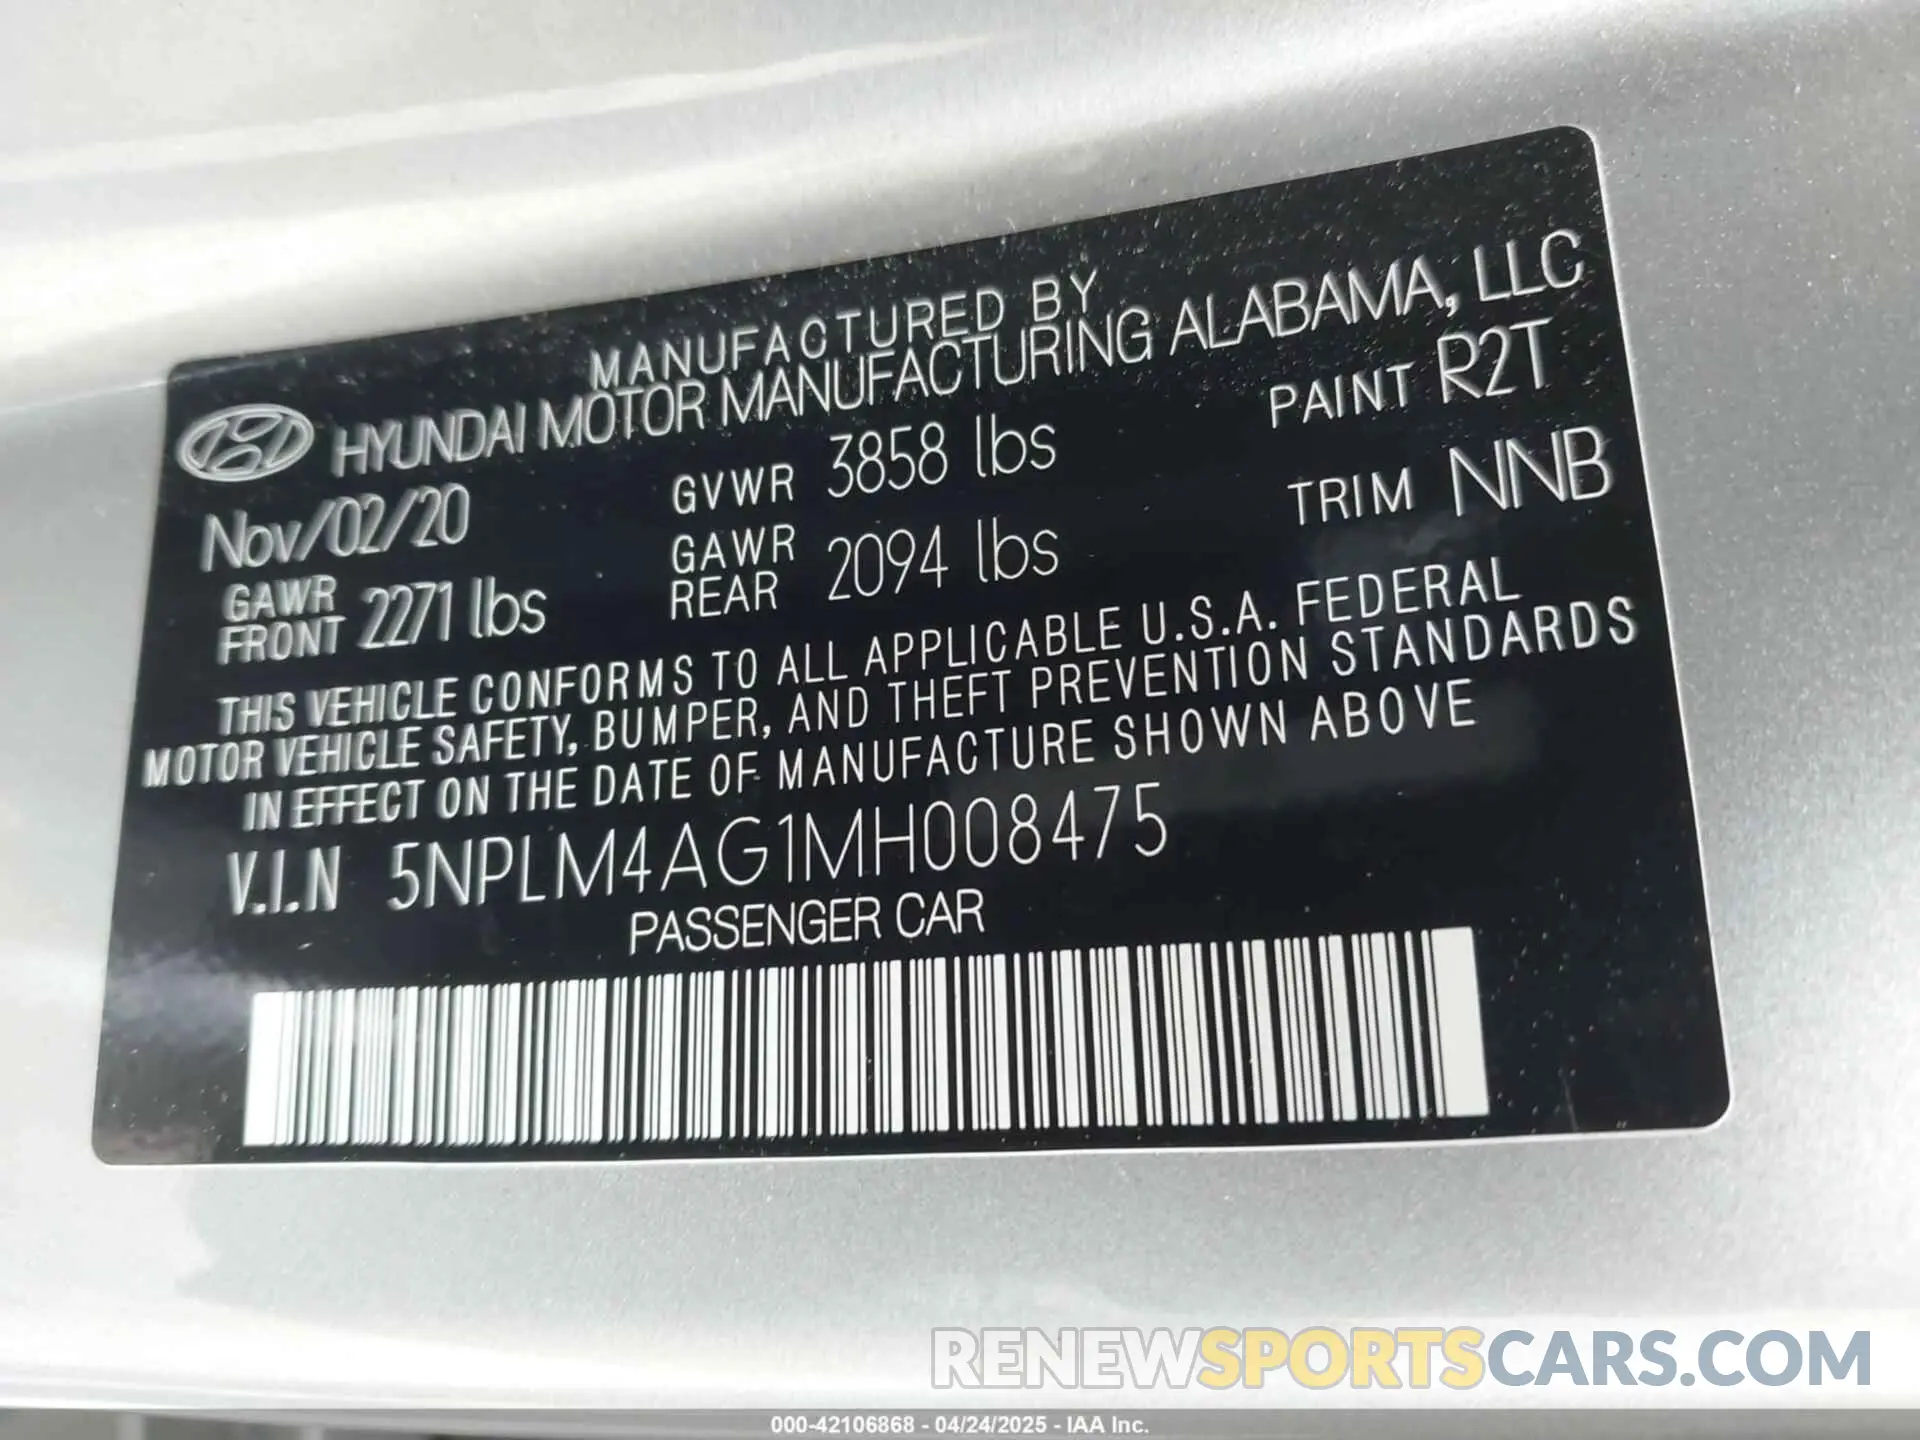 MANUFACTURED BY
HYUNDAI MOTOR MANUFACTURING ALABAMA, LLC
Nov/02/20 GVWR 3858 lbs PAINT R2T
GAWR FRONT 2271 lbs GAWR REAR 2094 lbs TRIM NNB
THIS VEHICLE CONFORMS TO ALL APPLICABLE U.S.A. FEDERAL
MOTOR VEHICLE SAFETY, BUMPER, AND THEFT PREVENTION STANDARDS
IN EFFECT ON THE DATE OF MANUFACTURE SHOWN ABOVE
V.I.N 5NPLM4AG1MH008475
PASSENGER CAR
RENEWSPORTSCARS.COM
000-42106868 - 04/24/2025 - IAA Inc.